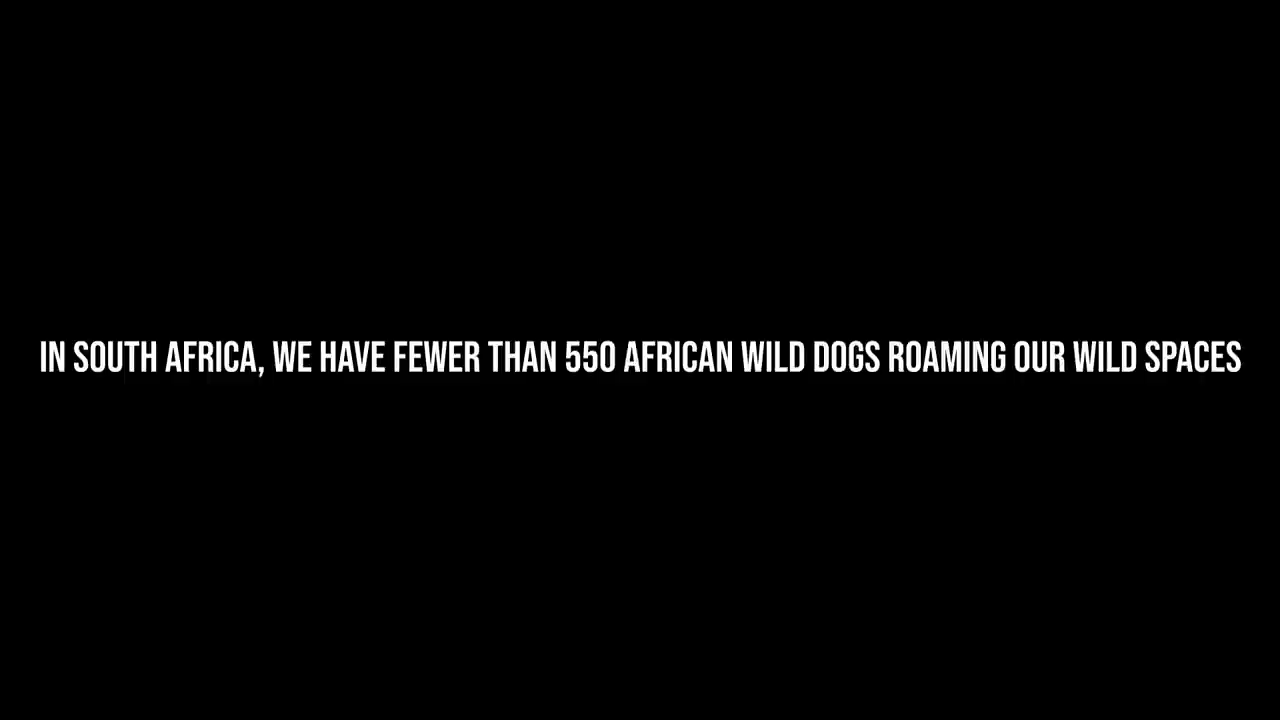 IN SOUTH AFRICA, WE HAVE FEWER THAN 550 AFRICAN WILD DOGS ROAMING OUR WILD SPACES